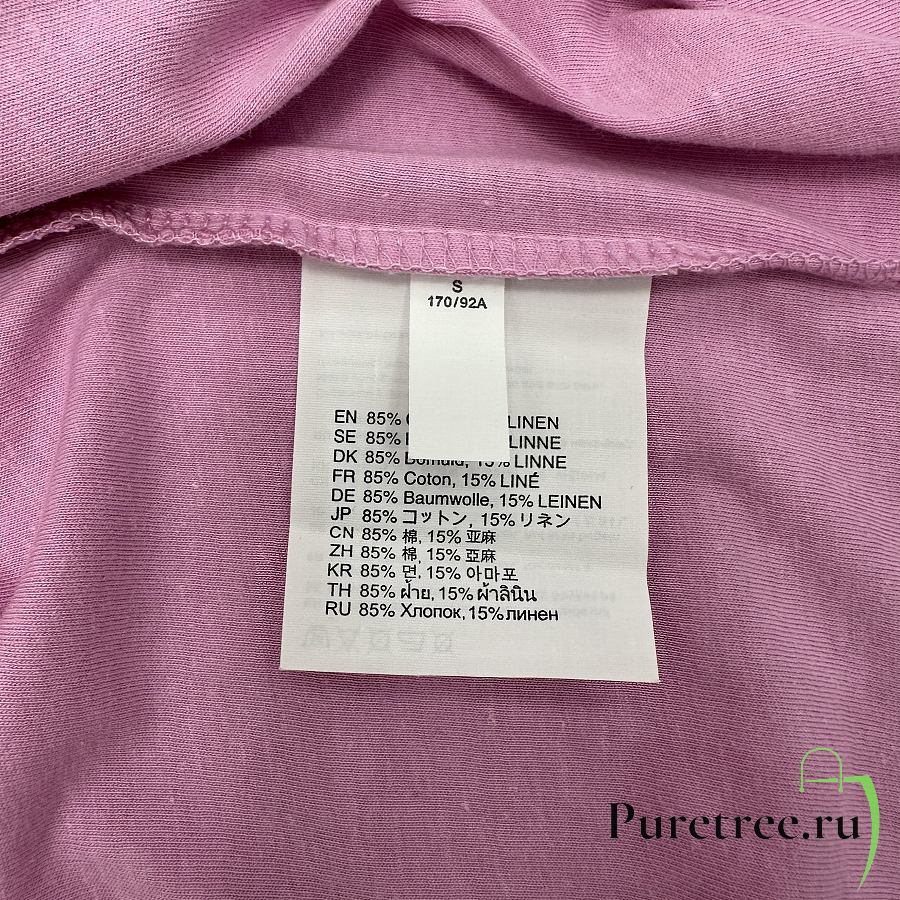 S
170/92A
EN 85% LINEN
SE 85% LINNE
DK 85% Bomuld, 15% LINNE
FR 85% Coton, 15% LINÉ
DE 85% Baumwolle, 15% LEINEN
JP 85% コットン, 15% リネン
CN 85% 棉, 15% 亚麻
ZH 85% 棉, 15% 亞麻
KR 85% 면, 15% 아마포
TH 85% ฝ้าย, 15% ผ้าลินิน
RU 85% Хлопок, 15% линен
Puretree.ru